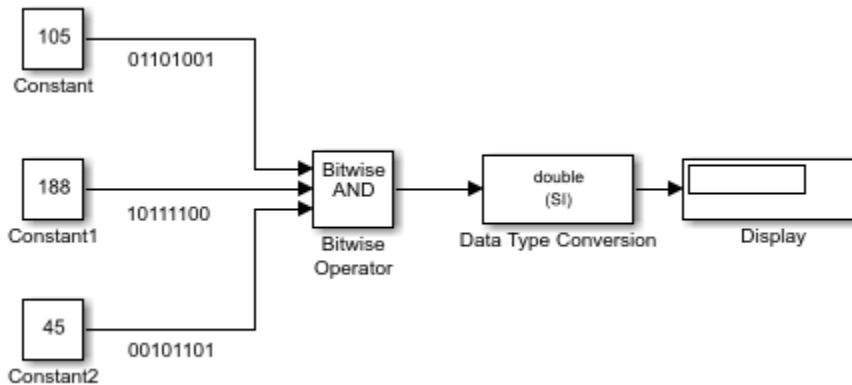 105
01101001
Constant
188
10111100
Constant1
Bitwise
AND
Bitwise
Operator
double
(SI)
Data Type Conversion
Display
45
00101101
Constant2